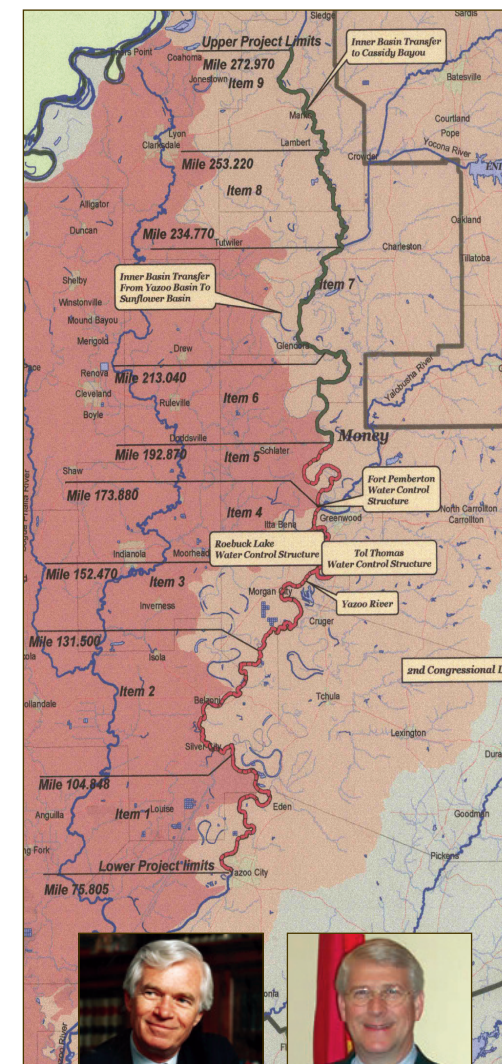 Sledge
Sardis
Upper Project Limits
Inner Basin Transfer
to Cassidy Bayou
Point
Coahoma
Mile 272.970
Jonestown
Item 9
Batesville
Marks
Courtland
Pope
Yocona River
Lyon
Clarksdale
Lambert
Crowder
Mile 253.220
Item 8
Alligator
Oakland
Duncan
Mile 234.770
Tutwiler
Charleston
Tillatoba
Inner Basin Transfer
From Yazoo Basin To
Sunflower Basin
Item 7
Shelby
Winstonville
Mound Bayou
Merigold
Drew
Glendora
Yalobusha River
Renova
Mile 213.040
Cleveland
Ruleville
Item 6
Boyle
Doddsville
Money
Mile 192.870
Item 5
Schlater
Shaw
Fort Pemberton
Water Control
Structure
Mile 173.880
Item 4
Itta Bena
Greenwood
North Carrollton
Carrollton
Roebuck Lake
Water Control Structure
Tol Thomas
Water Control Structure
Indianola
Moorhead
Mile 152.470
Item 3
Morgan City
Yazoo River
Inverness
Cruger
Mile 131.500
Isola
2nd Congressional
Item 2
Tchula
ollandale
Belzoni
Lexington
Silver City
Dura
Mile 104.848
Item 1
Louise
Eden
Anguilla
Goodman
ng Fork
Pickens
Lower Project limits
Yazoo City
Mile 75.805